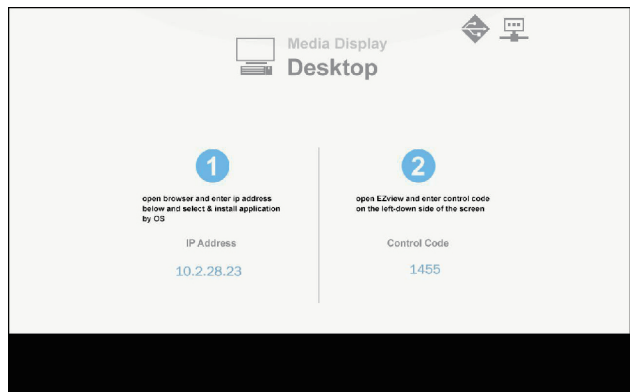 Media Display
Desktop
1
open browser and enter ip address
below and select & install application
by OS
IP Address
10.2.28.23
2
open EZview and enter control code
on the left-down side of the screen
Control Code
1455